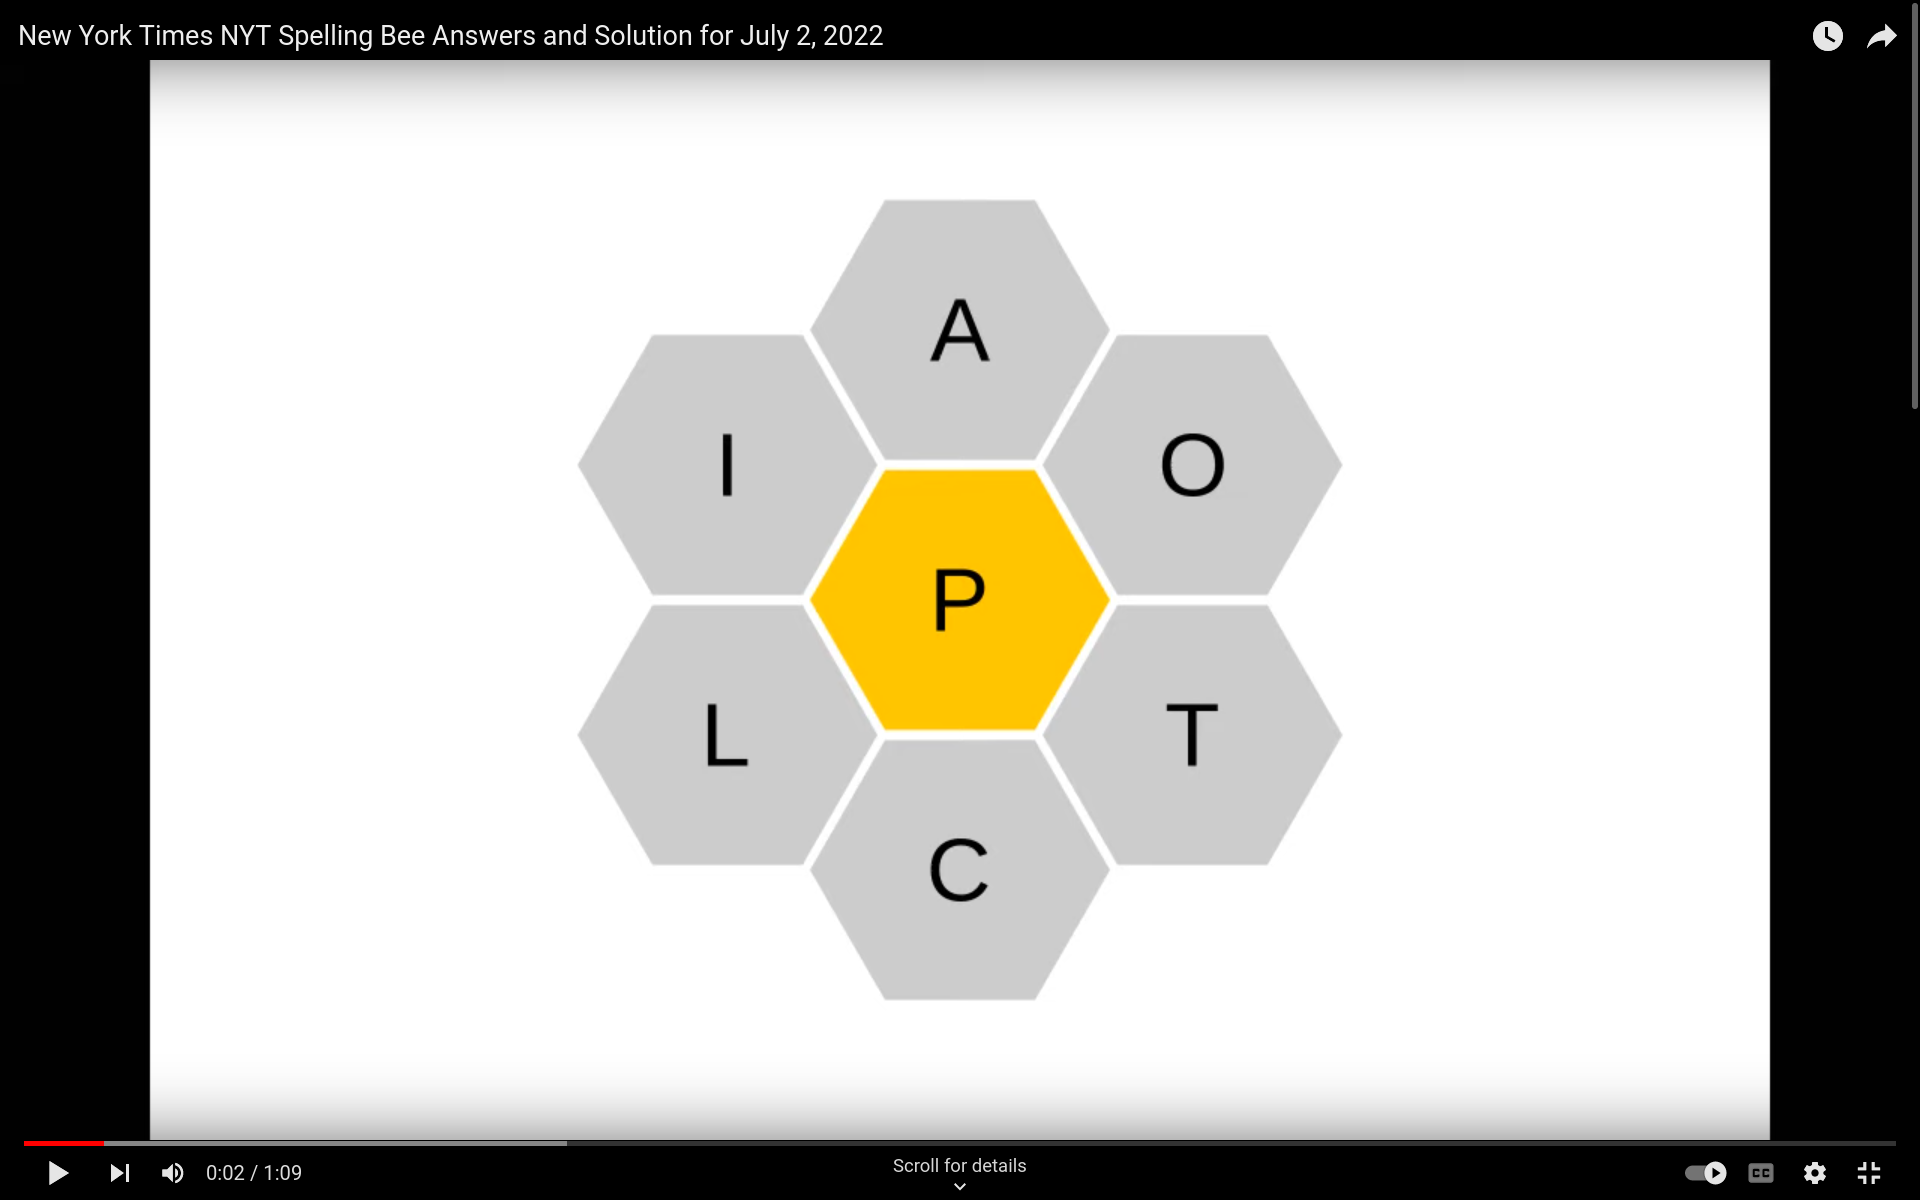 New York Times NYT Spelling Bee Answers and Solution for July 2, 2022
A
I
O
P
L
T
C
0:02 / 1:09
Scroll for details
CC